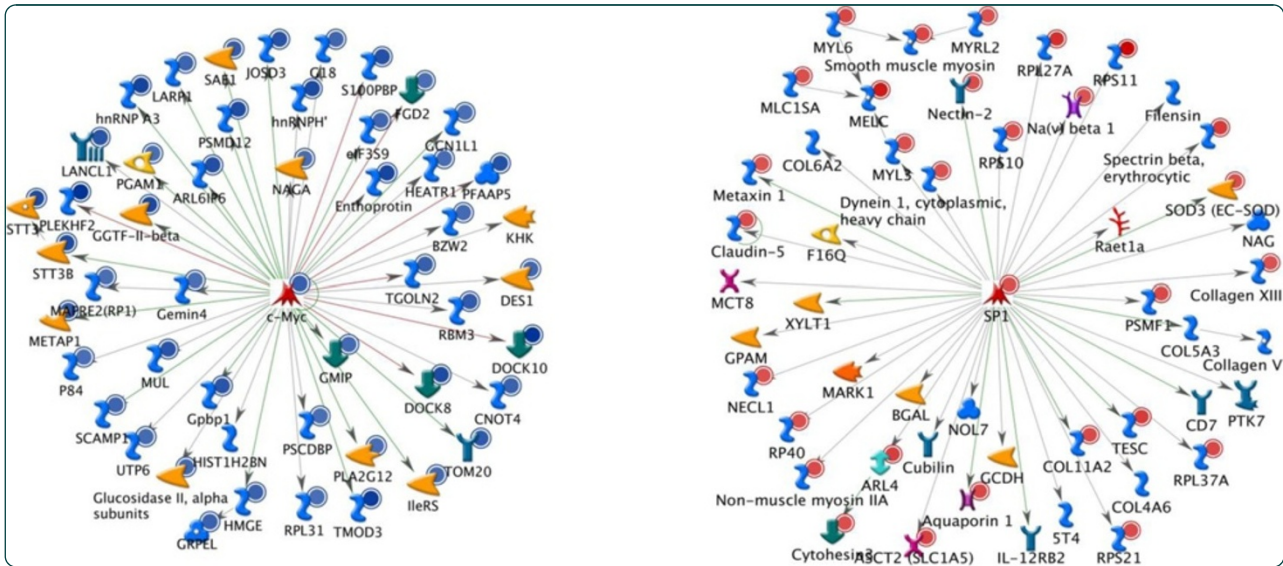 SAE1
JOSD3
G18
LARP1
S100PBP
hnRNP A3
hnRNPH'
FGD2
PSMD12
GCN1L1
eIF3S9
LANCL1
PGAM1
ARL6IP6
NAGA
HEATR1
PFAAP5
Enthoprotin
STT3
PLEKHF2
GGTF-II-beta
BZW2
KHK
STT3B
MAPRE2(RP1)
Gemin4
c-Myc
TGOLN2
DES1
METAP1
RBM3
P84
MUL
GMIP
DOCK10
DOCK8
CNOT4
SCAMP1
Gpbp1
PSCDBP
UTP6
HIST1H2BN
PLA2G12
TOM20
Glucosidase II, alpha
subunits
HMGE
RPL31
TMOD3
IleRS
GRPEL
MYL6
MYRL2
Smooth muscle myosin
RPL27A
RPS11
MLC1SA
MELC
Nectin-2
Na(v) beta 1
Filensin
COL6A2
MYL3
RPS10
Spectrin beta,
erythrocytic
Metaxin 1
Dynein 1, cytoplasmic,
heavy chain
SOD3 (EC-SOD)
Claudin-5
F16Q
Raet1a
NAG
MCT8
XYLT1
SP1
Collagen XIII
PSMF1
GPAM
COL5A3
Collagen V
NECL1
MARK1
BGAL
NOL7
CD7
PTK7
RP40
Cubilin
GCDH
COL11A2
TESC
RPL37A
Non-muscle myosin IIA
ARL4
Aquaporin 1
COL4A6
Cytohesin3
ASCT2 (SLC1A5)
IL-12RB2
5T4
RPS21